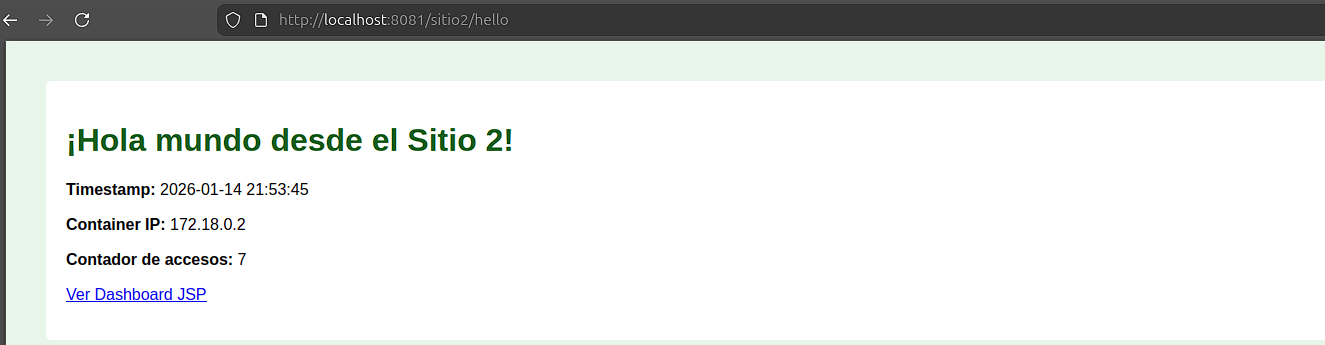 http://localhost:8081/sitio2/hello
¡Hola mundo desde el Sitio 2!
Timestamp: 2026-01-14 21:53:45
Container IP: 172.18.0.2
Contador de accesos: 7
Ver Dashboard JSP